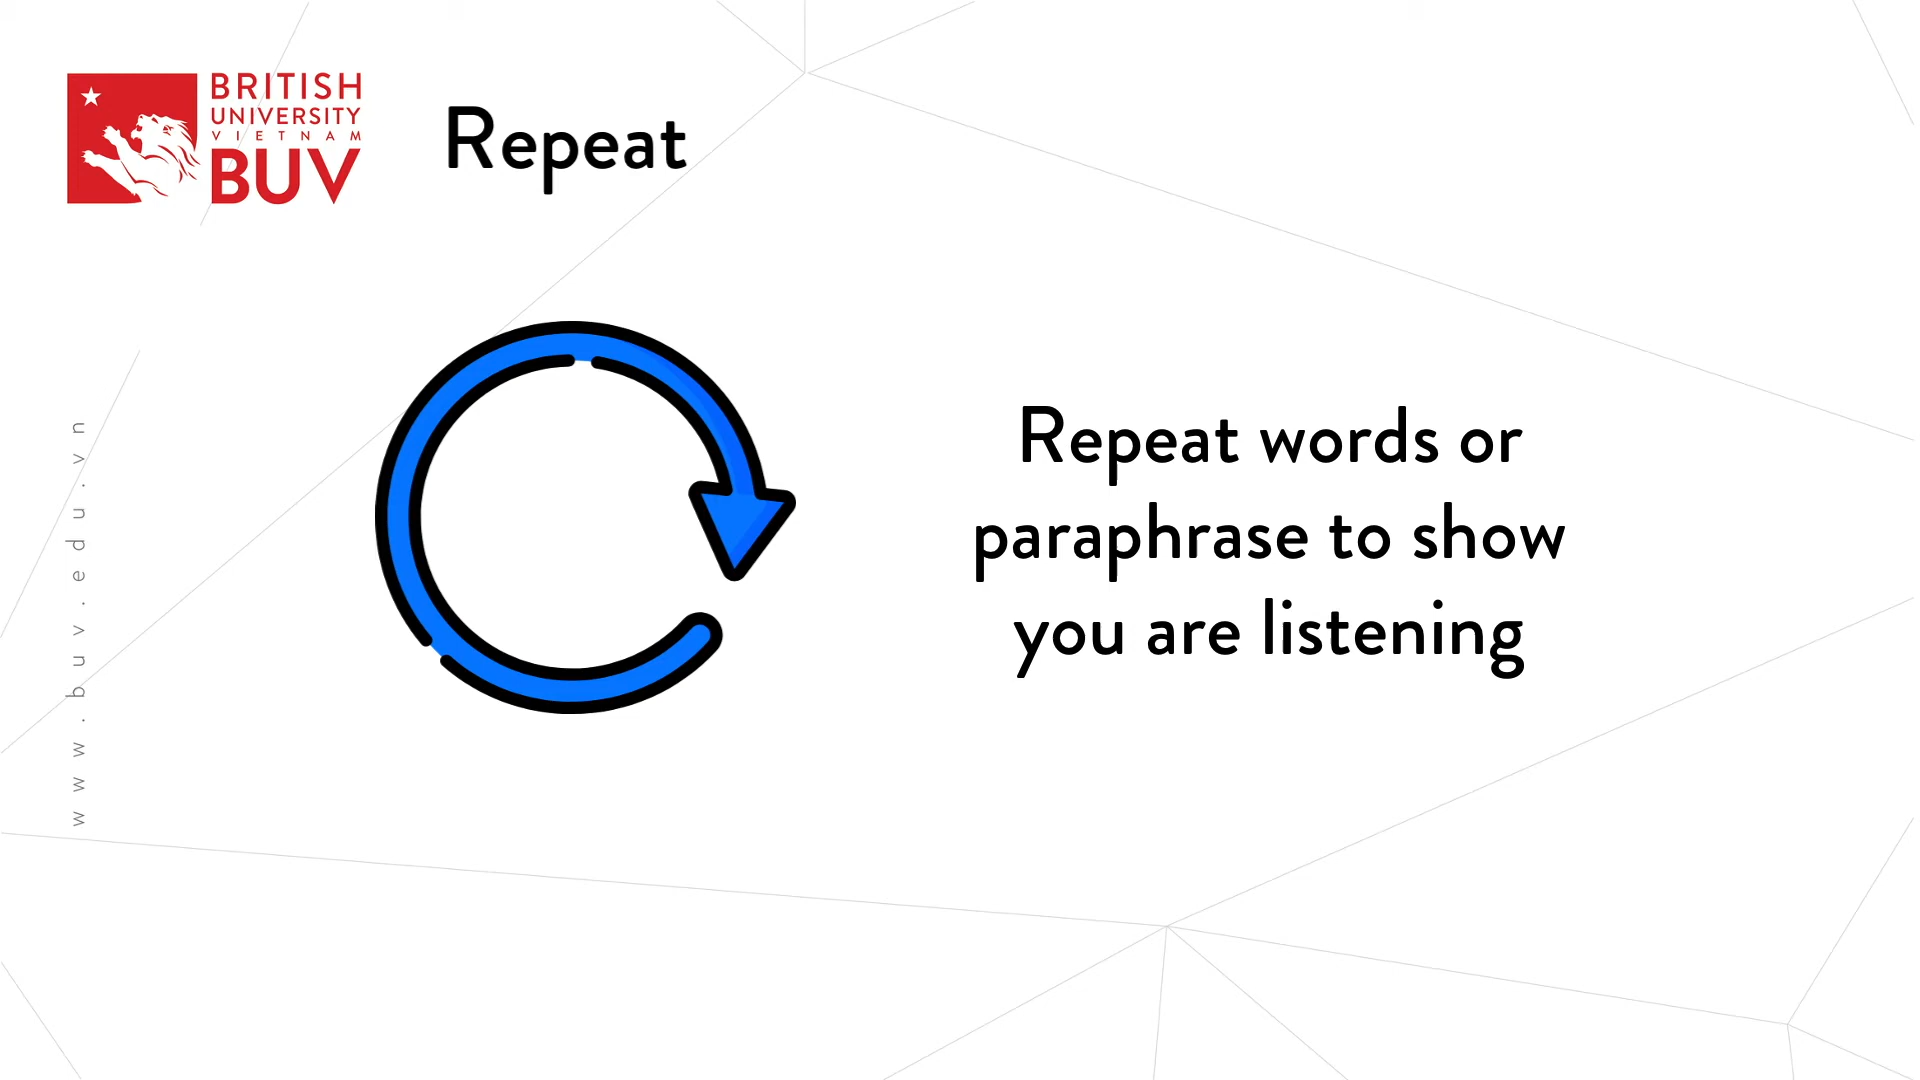 BRITISH
UNIVERSITY
VIETNAM
BUV
Repeat
Repeat words or
paraphrase to show
you are listening
www.buv.edu.vn